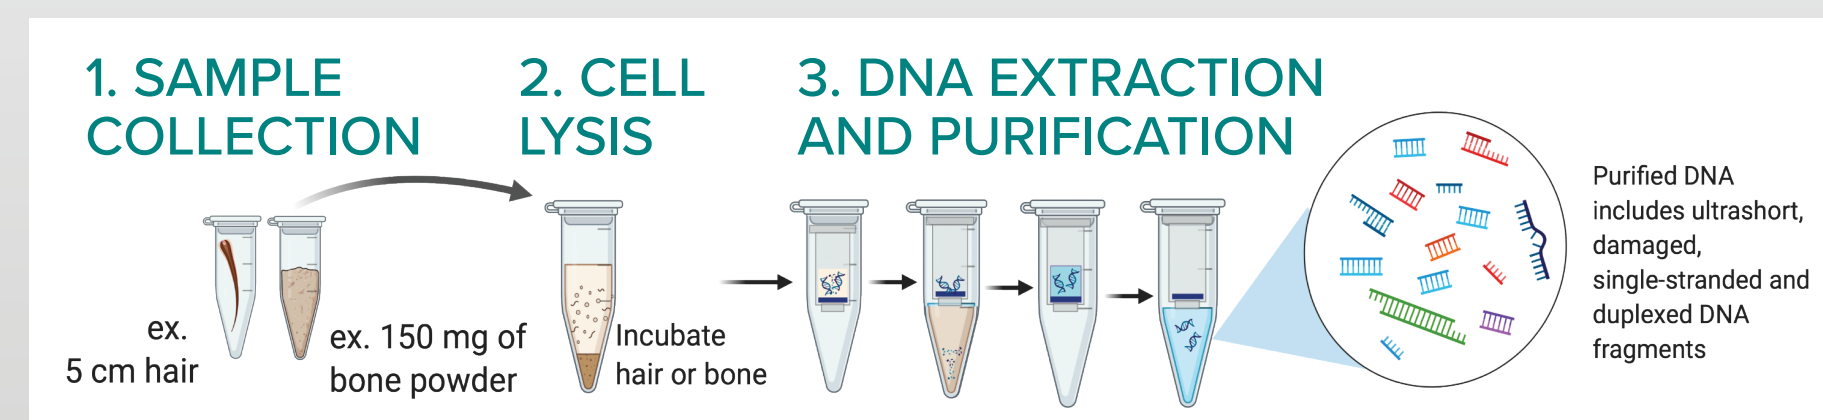 1. SAMPLE
COLLECTION
2. CELL
LYSIS
3. DNA EXTRACTION
AND PURIFICATION
ex.
5 cm hair
ex. 150 mg of
bone powder
Incubate
hair or bone
Purified DNA
includes ultrashort,
damaged,
single-stranded and
duplexed DNA
fragments